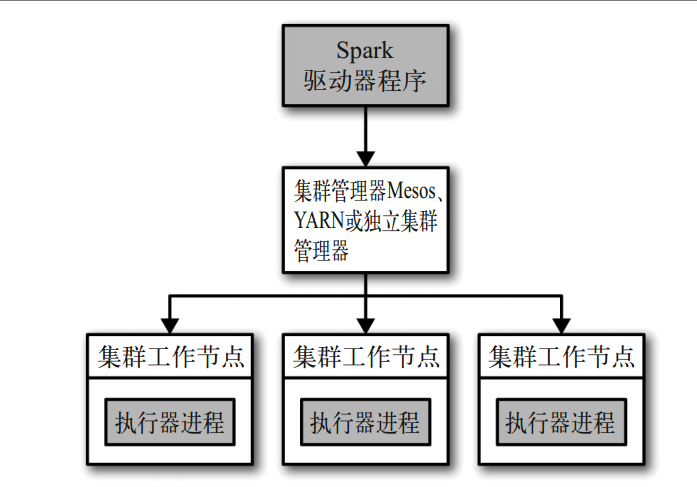 Spark
驱动器程序
集群管理器Mesos、
YARN或独立集群
管理器
集群工作节点
执行器进程
集群工作节点
执行器进程
集群工作节点
执行器进程